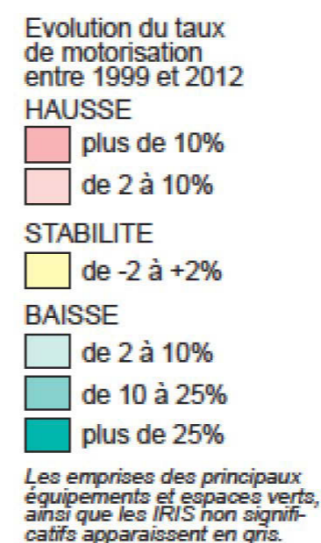 Evolution du taux
de motorisation
entre 1999 et 2012
HAUSSE
plus de 10%
de 2 à 10%
STABILITE
de -2 à +2%
BAISSE
de 2 à 10%
de 10 à 25%
plus de 25%
Les emprises des principaux
équipements et espaces verts,
ainsi que les IRIS non signifi-
catifs apparaissent en gris.